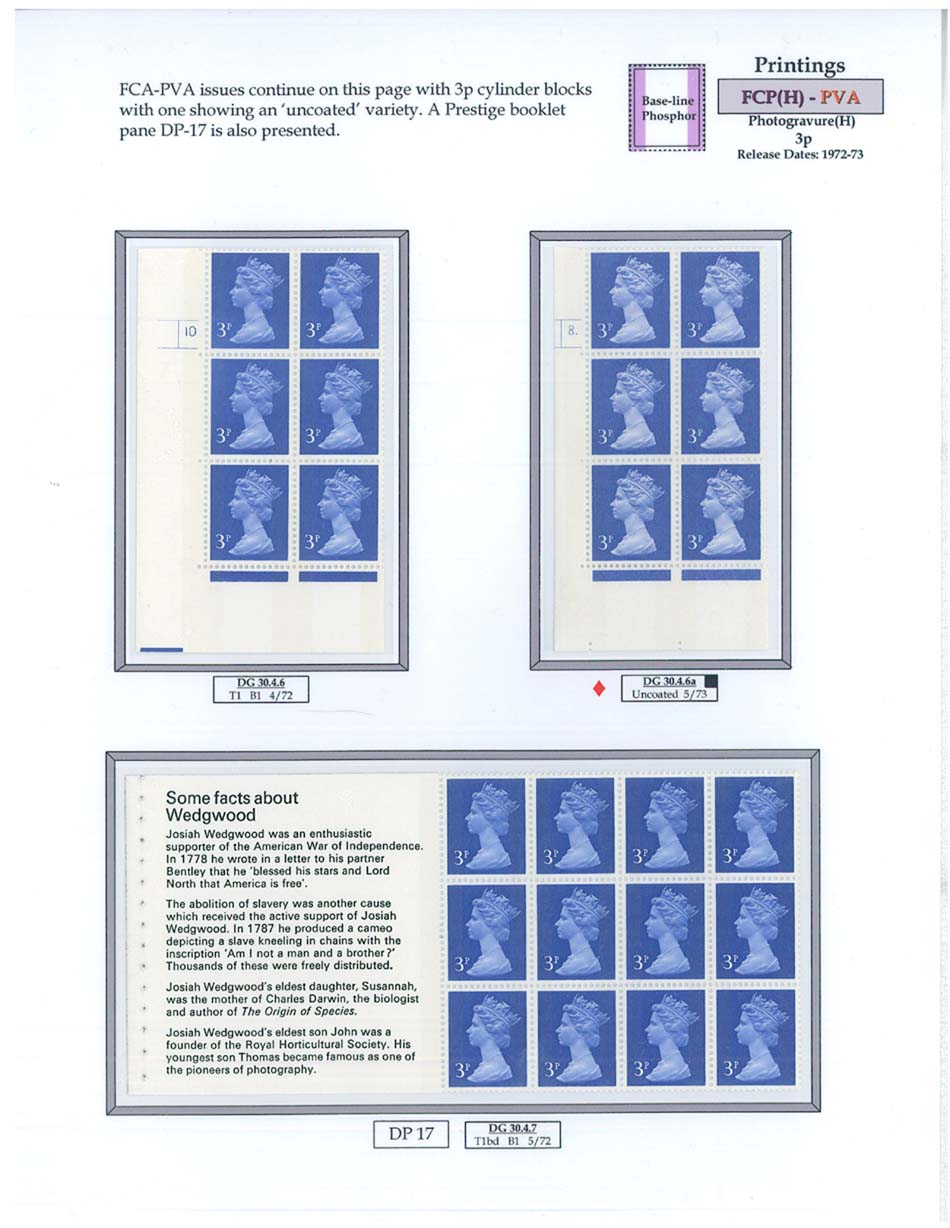 FCA-PVA issues continue on this page with 3p cylinder blocks
with one showing an ‘uncoated’ variety. A Prestige booklet
pane DP-17 is also presented.
Base-line
Phosphor
Printings
FCP(H) - PVA
Photogravure(H)
3p
Release Dates: 1972-73
10
3P
3P
3P
3P
3P
3P
DG 30.4.6
T1 B1 4/72
8.
3P
3P
3P
3P
3P
3P
DG 30.4.6a
Uncoated 5/73
Some facts about
Wedgwood
Josiah Wedgwood was an enthusiastic
supporter of the American War of Independence.
In 1778 he wrote in a letter to his partner
Bentley that he ‘blessed his stars and Lord
North that America is free’.
The abolition of slavery was another cause
which received the active support of Josiah
Wedgwood. In 1787 he produced a cameo
depicting a slave kneeling in chains with the
inscription ‘Am I not a man and a brother?’
Thousands of these were freely distributed.
Josiah Wedgwood's eldest daughter, Susannah,
was the mother of Charles Darwin, the biologist
and author of The Origin of Species.
Josiah Wedgwood's eldest son John was a
founder of the Royal Horticultural Society. His
youngest son Thomas became famous as one of
the pioneers of photography.
3P
3P
3P
3P
3P
3P
3P
3P
3P
3P
3P
3P
DP 17
DG 30.4.7
T1bd B1 5/72